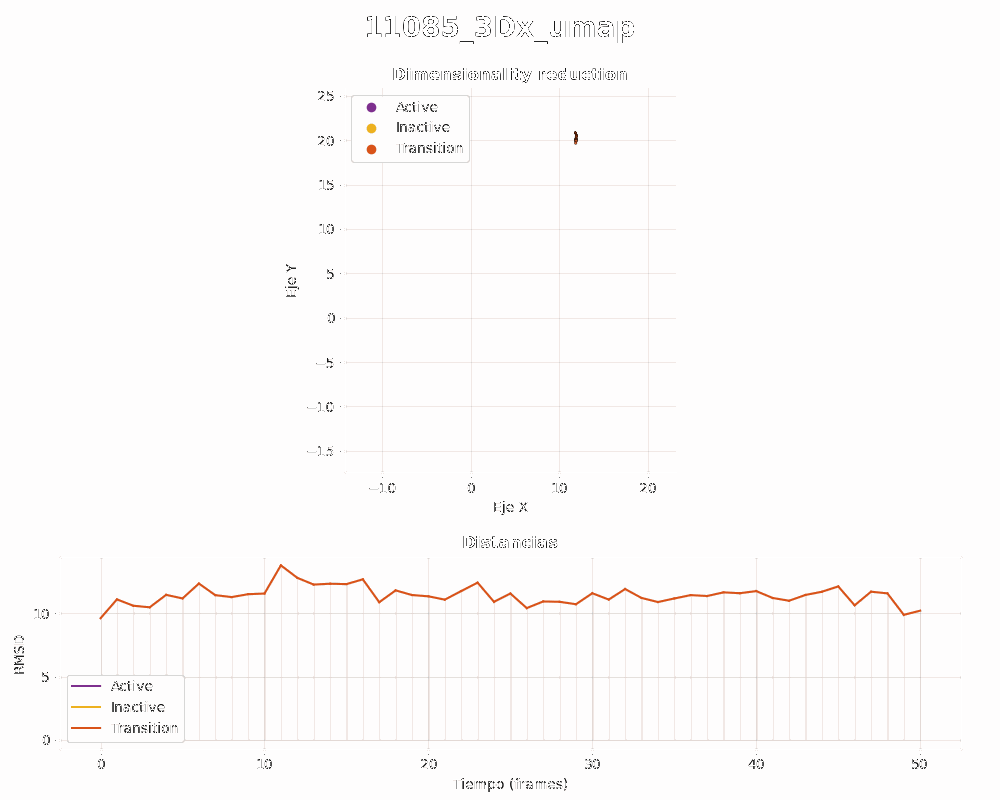 11085_3Dx_umap
Dimensionality reduction
Active
Inactive
Transition
25
20
15
10
5
0
−5
−10
−15
Eje Y
−10 0 10 20
Eje X
Distancias
10
5
0
RMSD
Active
Inactive
Transition
0 10 20 30 40 50
Tiempo (frames)